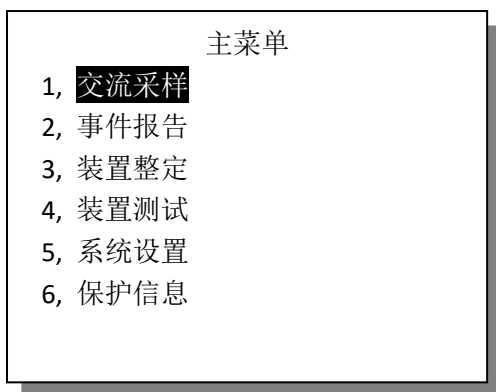 主菜单
1, 交流采样
2, 事件报告
3, 装置整定
4, 装置测试
5, 系统设置
6, 保护信息